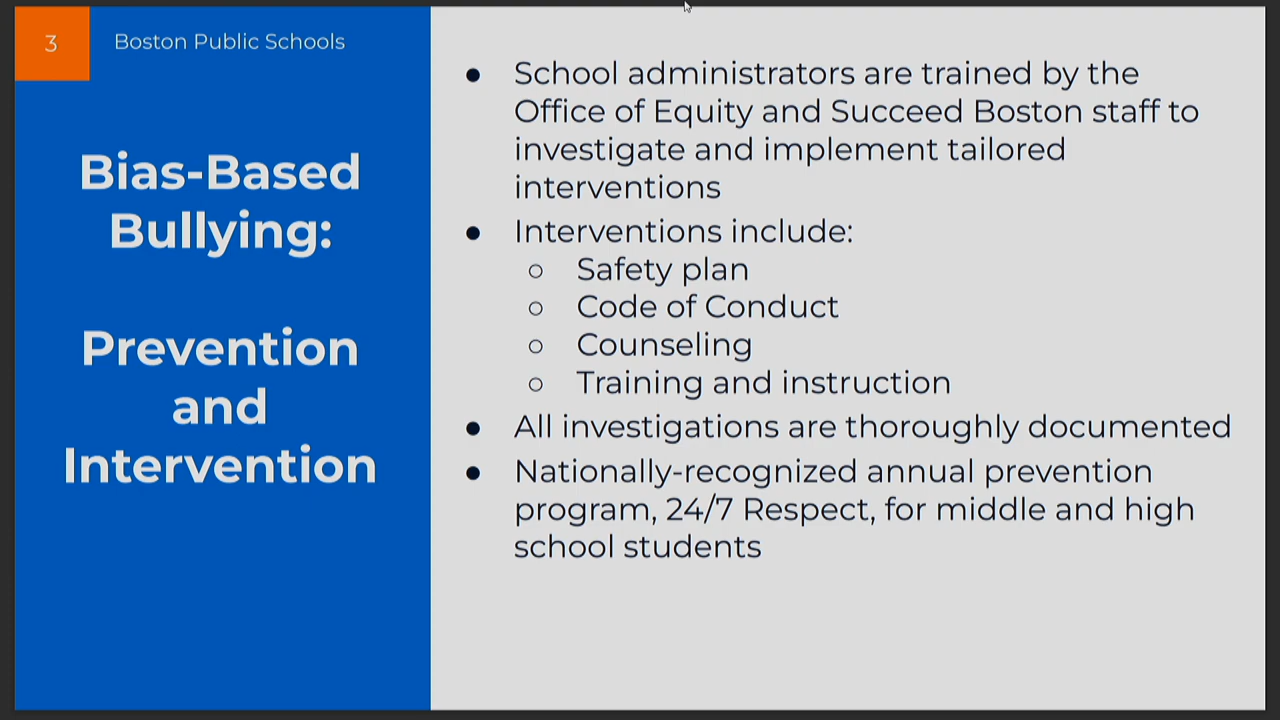 3
Boston Public Schools
Bias-Based
Bullying:
Prevention
and
Intervention
● School administrators are trained by the
Office of Equity and Succeed Boston staff to
investigate and implement tailored
interventions
● Interventions include:
○ Safety plan
○ Code of Conduct
○ Counseling
○ Training and instruction
● All investigations are thoroughly documented
● Nationally-recognized annual prevention
program, 24/7 Respect, for middle and high
school students